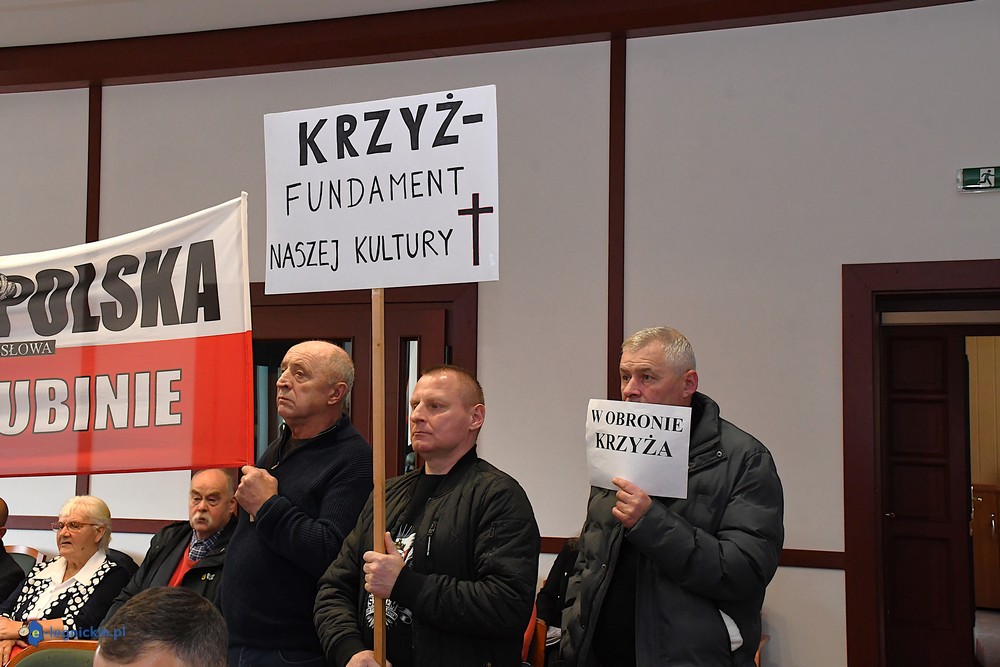 KRZYŻ-
FUNDAMENT
NASZEJ KULTURY
POLSKA
SŁOWA
UBINIE
W OBRONIE
KRZYŻA
e-legnickie.pl